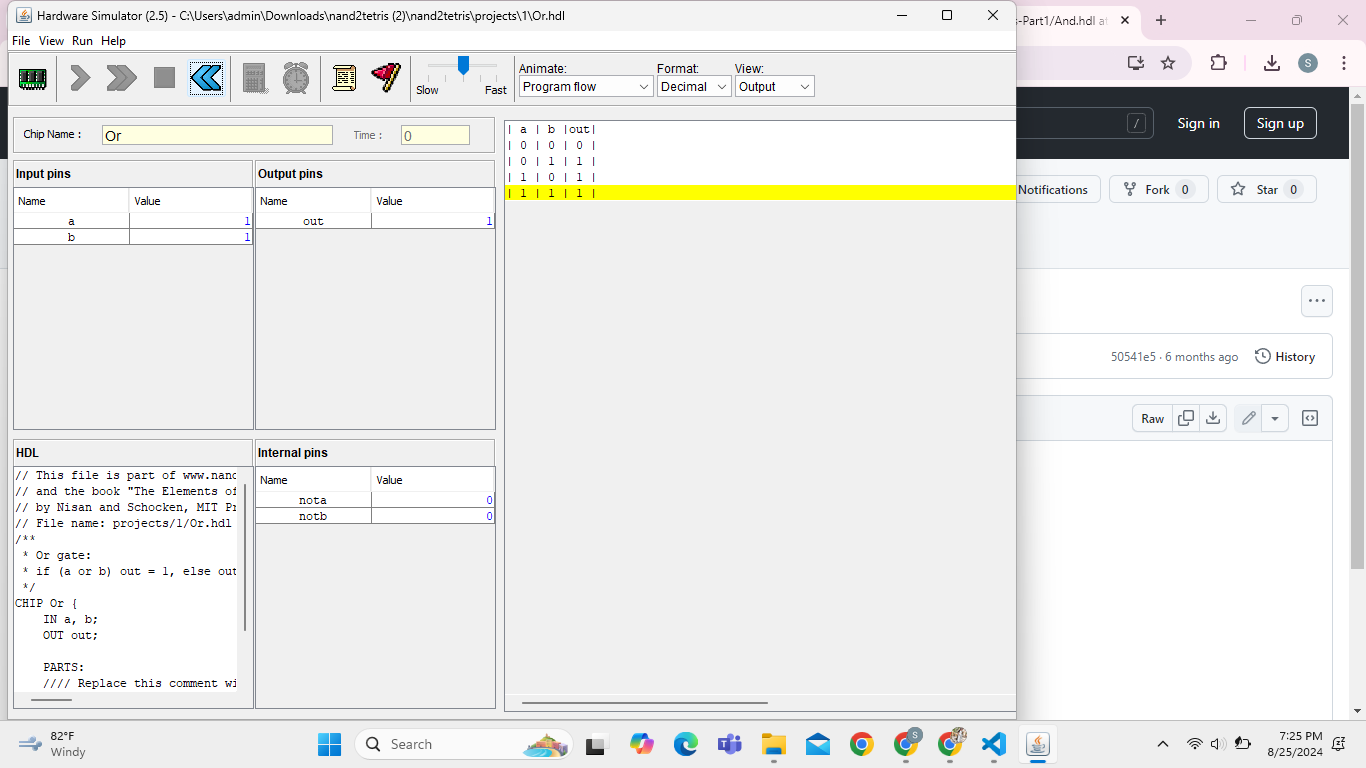 Hardware Simulator (2.5) - C:\Users\admin\Downloads\nand2tetris (2)\nand2tetris\projects\1\Or.hdl
File View Run Help
Slow Fast
Animate: Format: View:
Program flow Decimal Output
Chip Name : Or Time : 0
Input pins Output pins
Name Value Name Value
a 1 out 1
b 1
| a | b |out|
| 0 | 0 | 0 |
| 0 | 1 | 1 |
| 1 | 0 | 1 |
| 1 | 1 | 1 |
HDL Internal pins
Name Value
nota 0
notb 0
// This file is part of www.nand
// and the book "The Elements of
// by Nisan and Schocken, MIT Pr
// File name: projects/1/Or.hdl
/**
* Or gate:
* if (a or b) out = 1, else out
*/
CHIP Or {
IN a, b;
OUT out;
PARTS:
//// Replace this comment wi
s-Part1/And.hdl at
S
/ Sign in Sign up
Notifications Fork 0 Star 0
50541e5 · 6 months ago History
Raw
82°F
Windy
Search
S
7:25 PM
8/25/2024